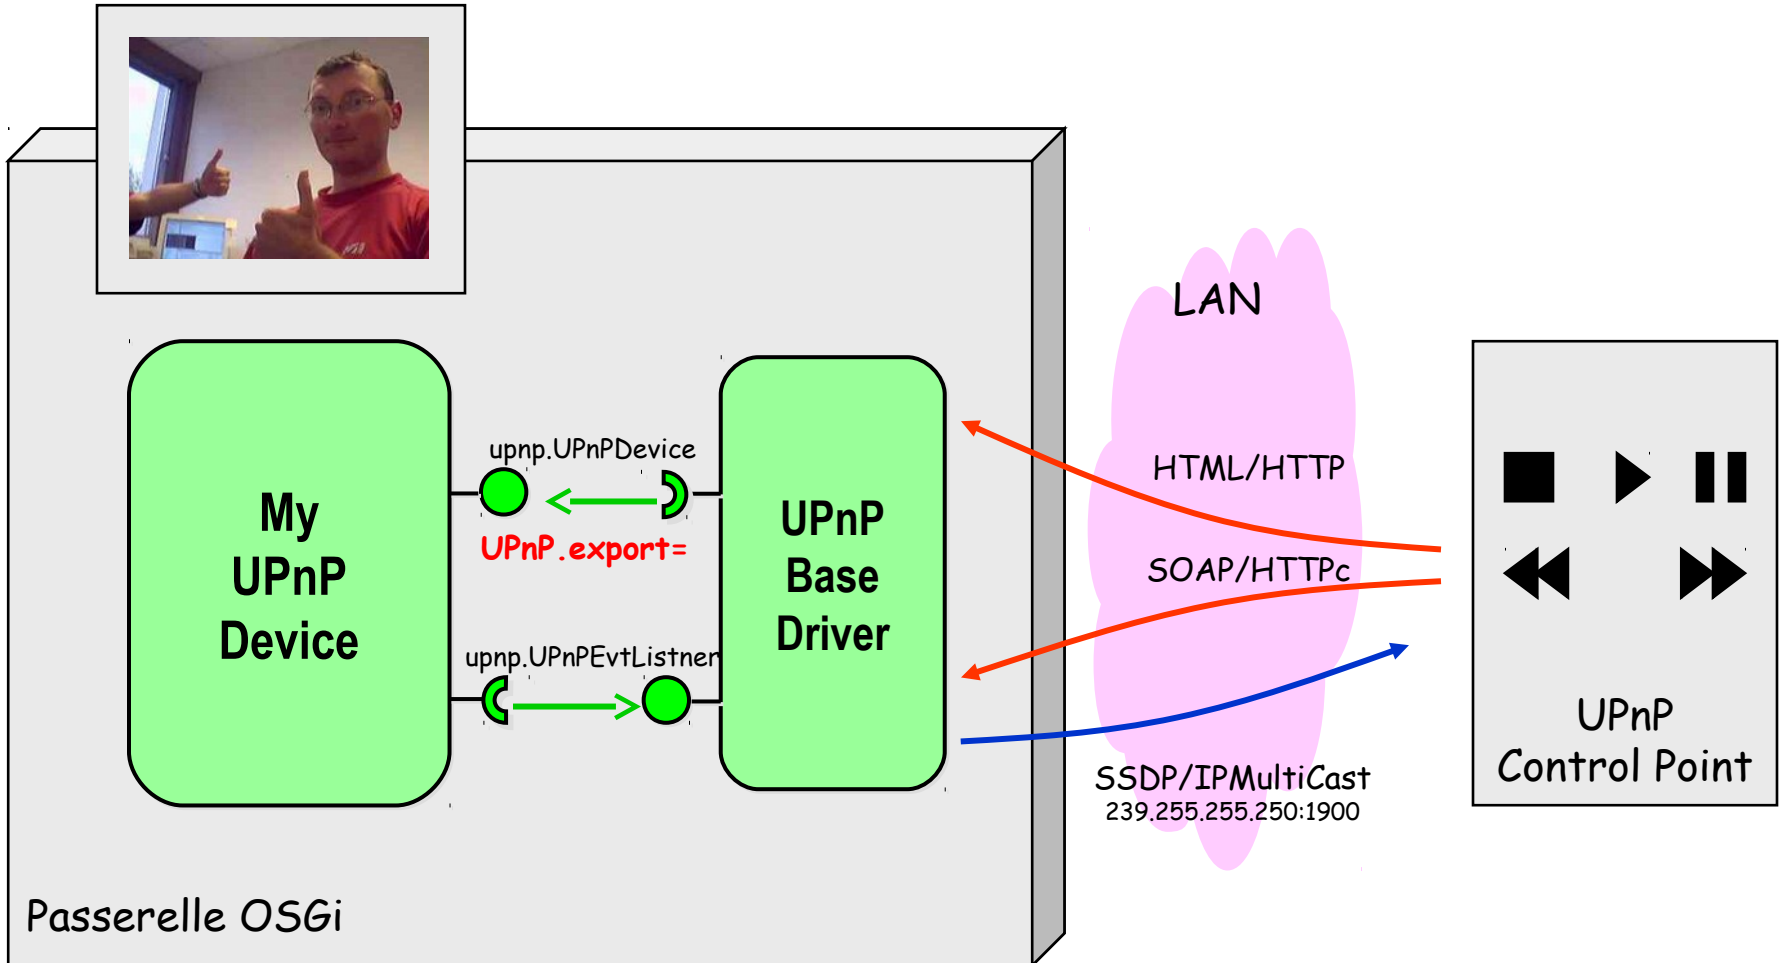 LAN
upnp.UPnPDevice
HTML/HTTP
My
UPnP
Device
UPnP
Base
Driver
UPnP.export=
SOAP/HTTPc
upnp.UPnPEvtListner
UPnP
Control Point
SSDP/IPMultiCast
239.255.255.250:1900
Passerelle OSGi